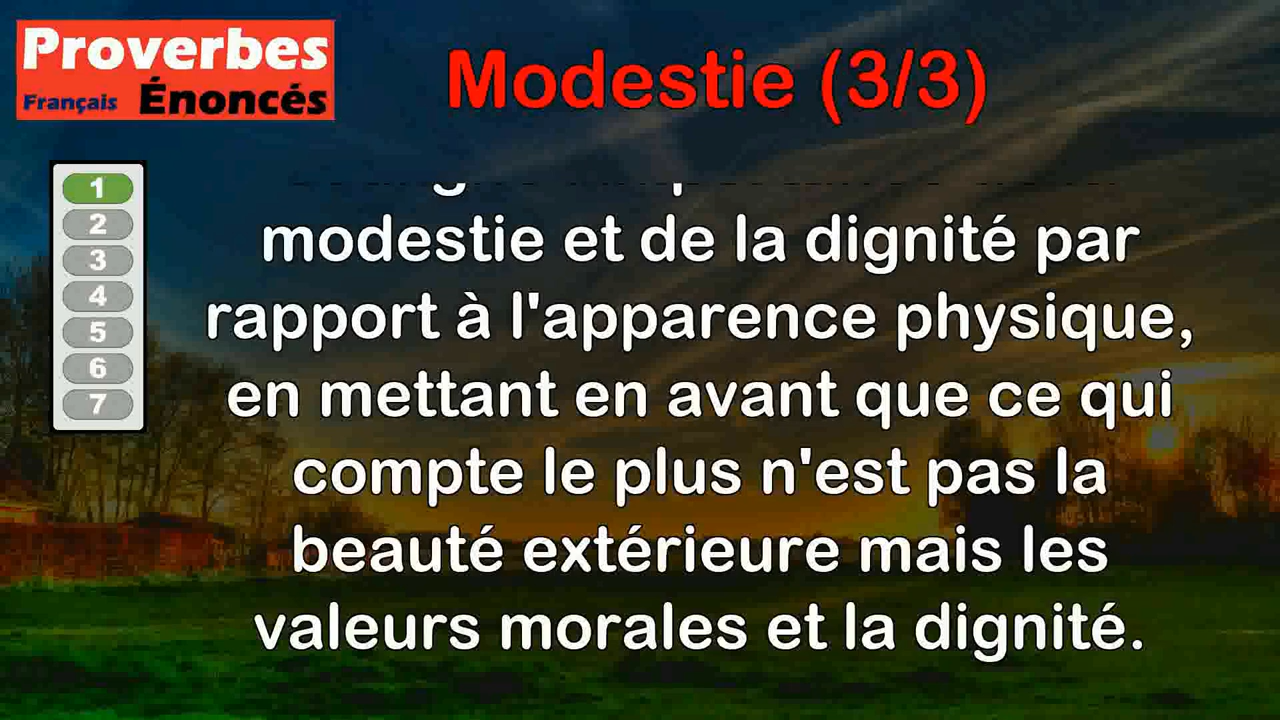 Proverbes
Français Énoncés
Modestie (3/3)
1
2
3
4
5
6
7
modestie et de la dignité par
rapport à l'apparence physique,
en mettant en avant que ce qui
compte le plus n'est pas la
beauté extérieure mais les
valeurs morales et la dignité.